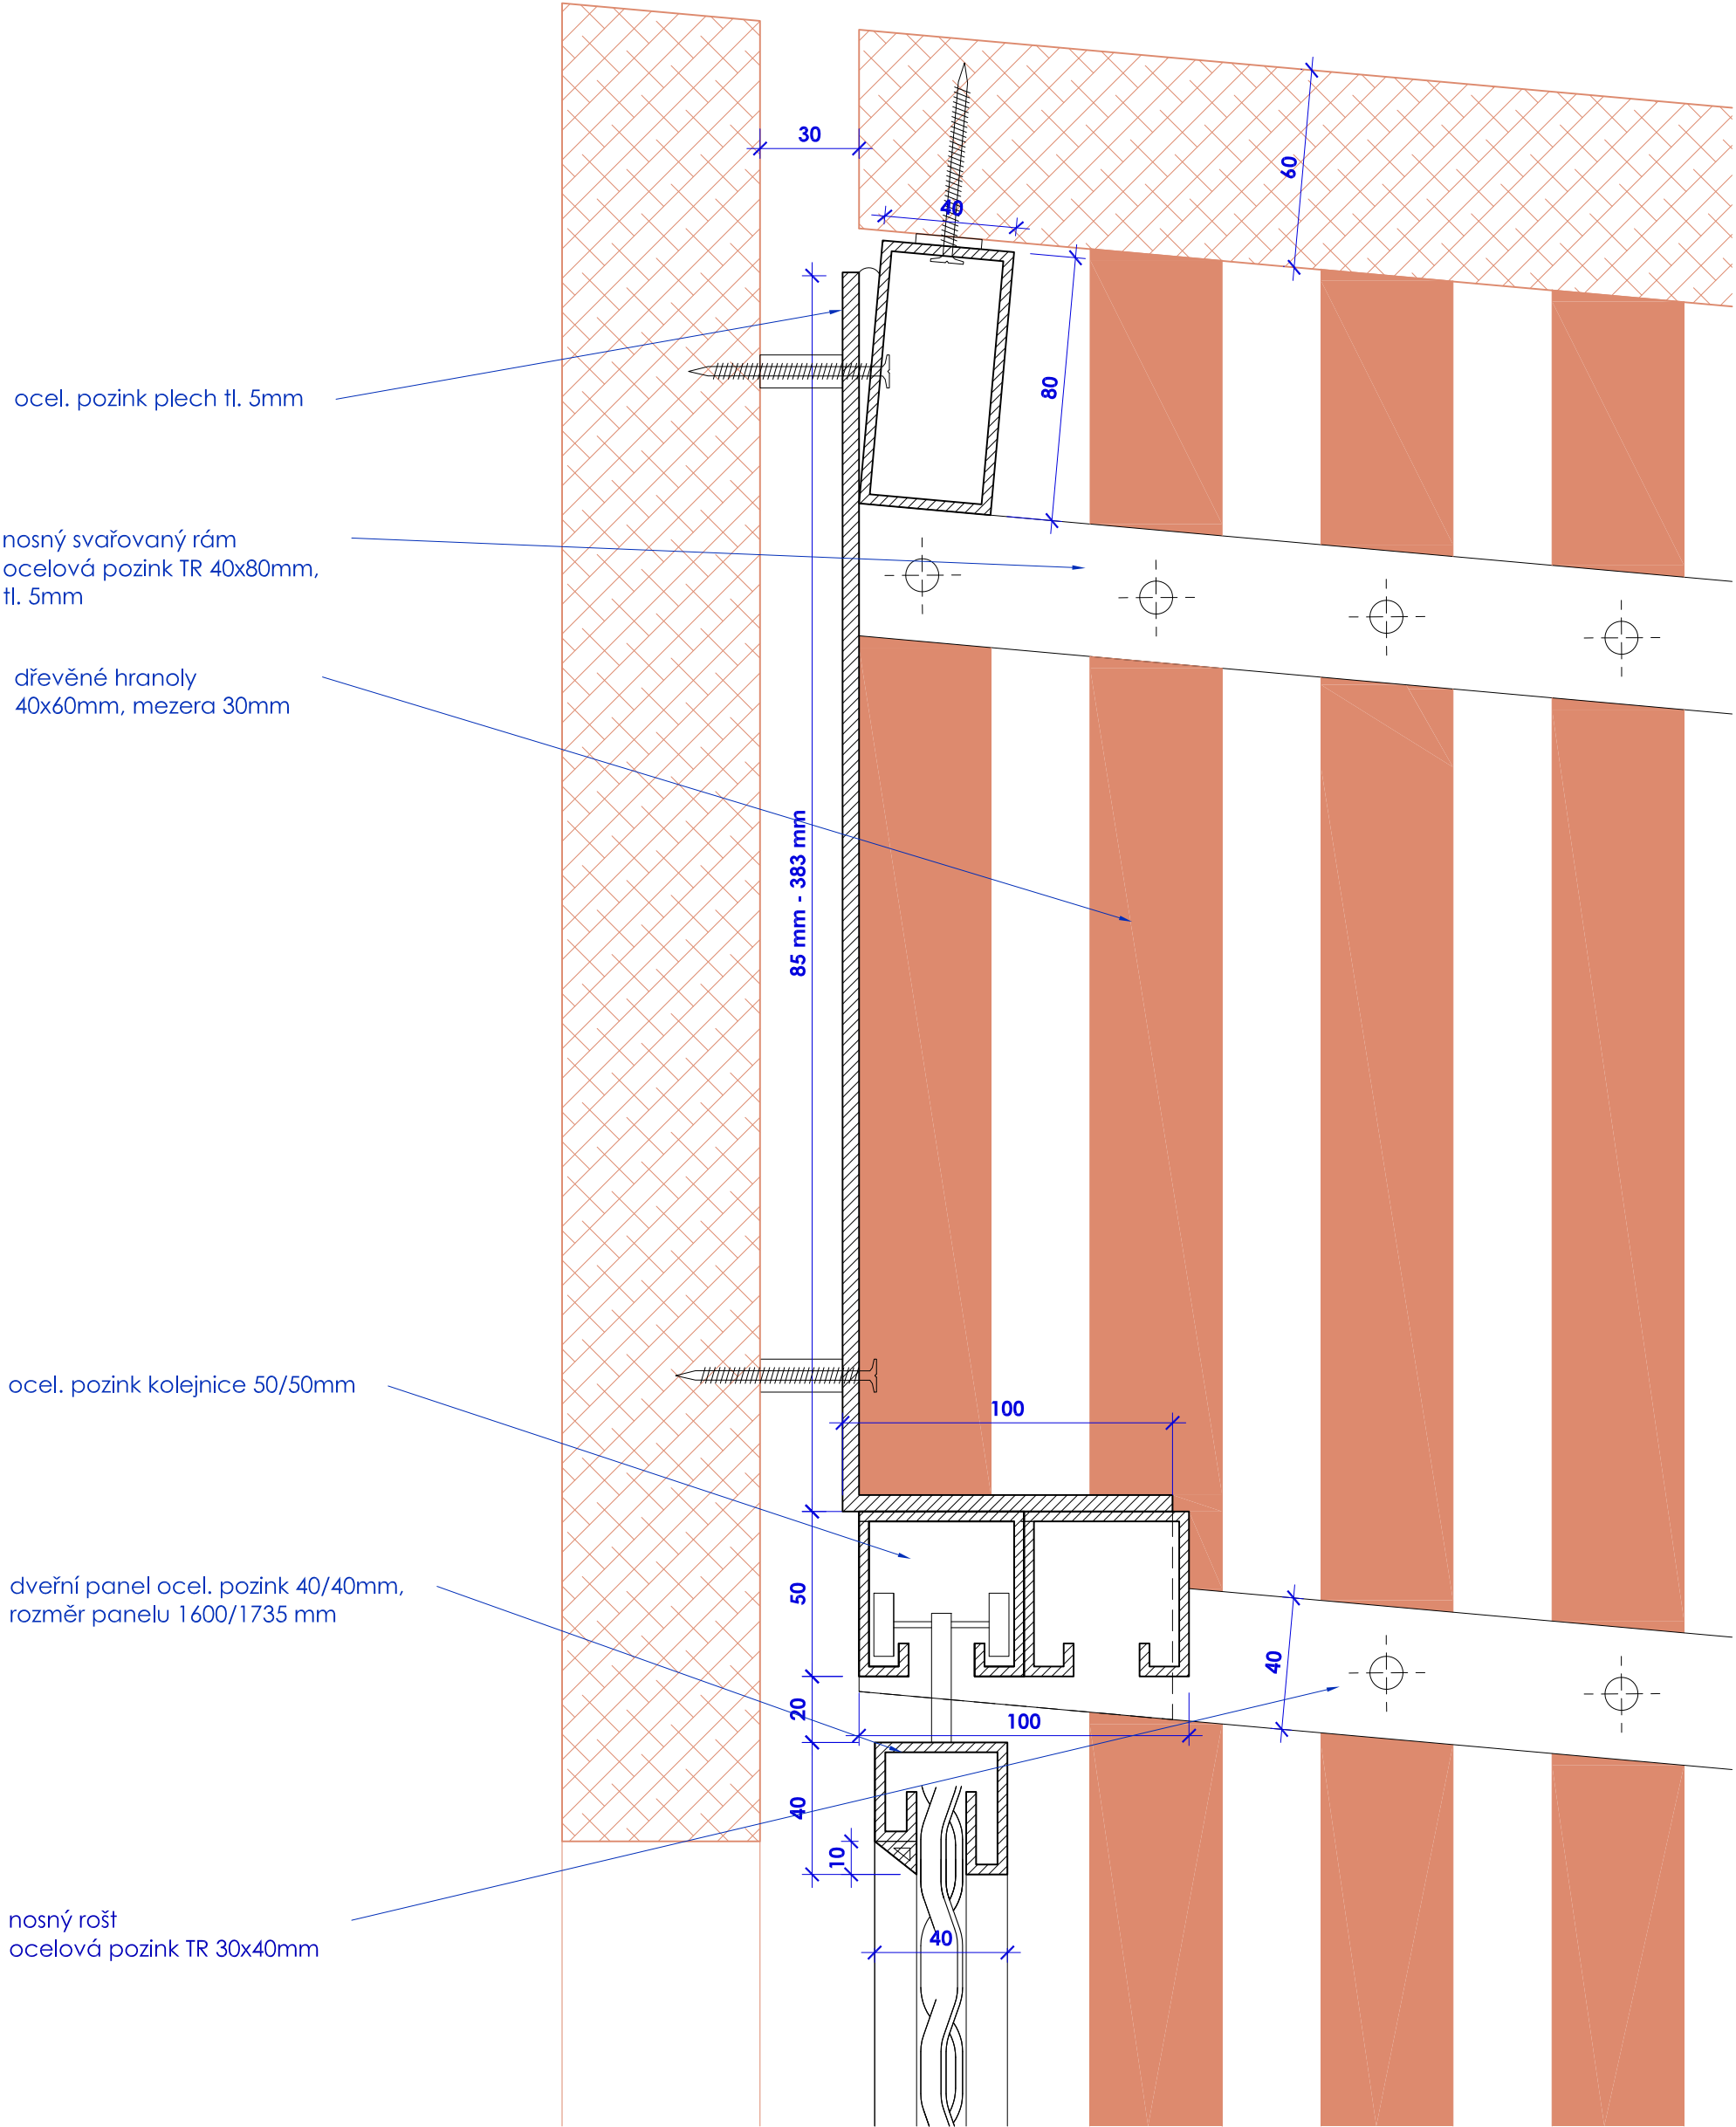 30
60
40
80
ocel. pozink plech tl. 5mm
nosný svařovaný rám
ocelová pozink TR 40x80mm,
tl. 5mm
dřevěné hranoly
40x60mm, mezera 30mm
85 mm - 383 mm
ocel. pozink kolejnice 50/50mm
100
dveřní panel ocel. pozink 40/40mm,
rozměr panelu 1600/1735 mm
50
40
20
100
40
10
nosný rošt
ocelová pozink TR 30x40mm
40